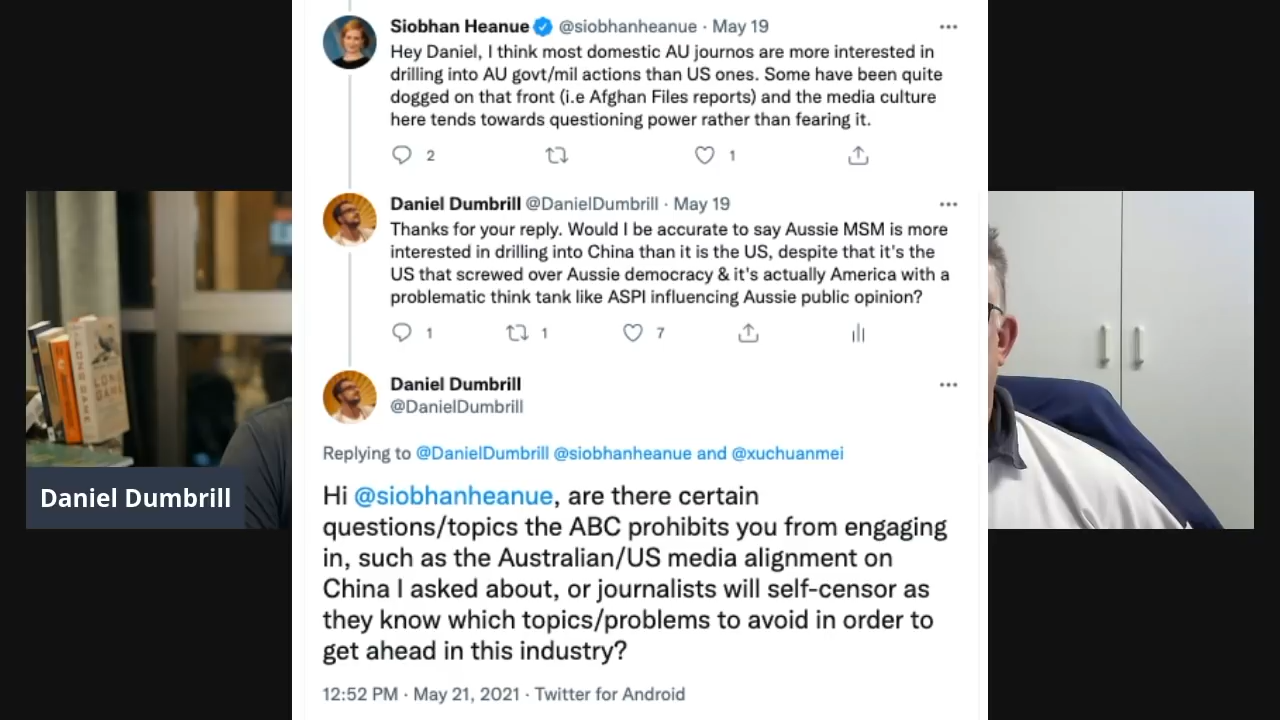 Siobhan Heanue @siobhanheanue · May 19
Hey Daniel, I think most domestic AU journos are more interested in
drilling into AU govt/mil actions than US ones. Some have been quite
dogged on that front (i.e Afghan Files reports) and the media culture
here tends towards questioning power rather than fearing it.
2 1
Daniel Dumbrill @DanielDumbrill · May 19
Thanks for your reply. Would I be accurate to say Aussie MSM is more
interested in drilling into China than it is the US, despite that it's the
US that screwed over Aussie democracy & it's actually America with a
problematic think tank like ASPI influencing Aussie public opinion?
1 1 7
Daniel Dumbrill
@DanielDumbrill
Replying to @DanielDumbrill @siobhanheanue and @xuchuanmei
Hi @siobhanheanue, are there certain
questions/topics the ABC prohibits you from engaging
in, such as the Australian/US media alignment on
China I asked about, or journalists will self-censor as
they know which topics/problems to avoid in order to
get ahead in this industry?
12:52 PM · May 21, 2021 · Twitter for Android
LONG GAME
Daniel Dumbrill